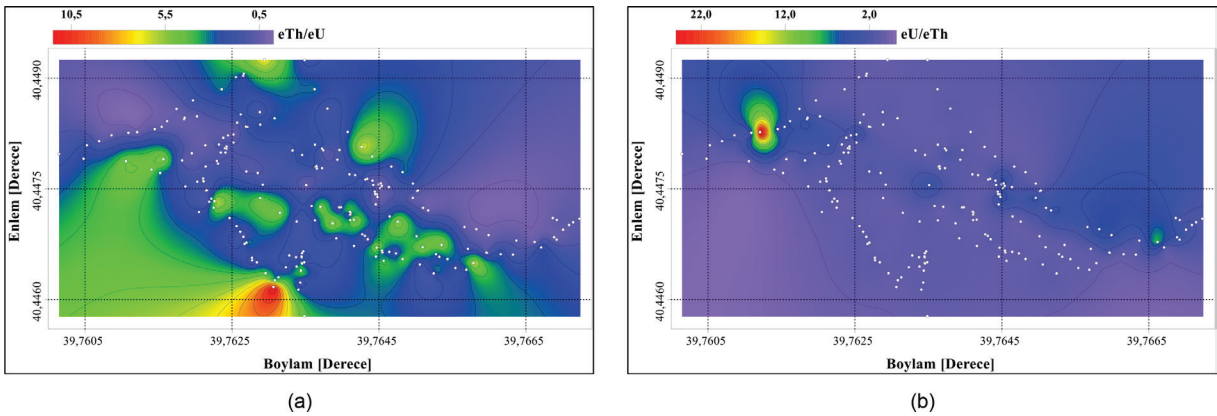 10,5 5,5 0,5
eTh/eU
40,4490
40,4475
40,4460
Enlem [Derece]
39,7605 39,7625 39,7645 39,7665
Boylam [Derece]
(a)
22,0 12,0 2,0
eU/eTh
40,4490
40,4475
40,4460
Enlem [Derece]
39,7605 39,7625 39,7645 39,7665
Boylam [Derece]
(b)